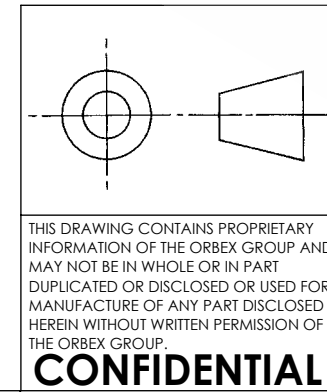 THIS DRAWING CONTAINS PROPRIETARY
INFORMATION OF THE ORBEX GROUP AND
MAY NOT BE IN WHOLE OR IN PART
DUPLICATED OR DISCLOSED OR USED FOR
MANUFACTURE OF ANY PART DISCLOSED
HEREIN WITHOUT WRITTEN PERMISSION OF
THE ORBEX GROUP.
CONFIDENTIAL